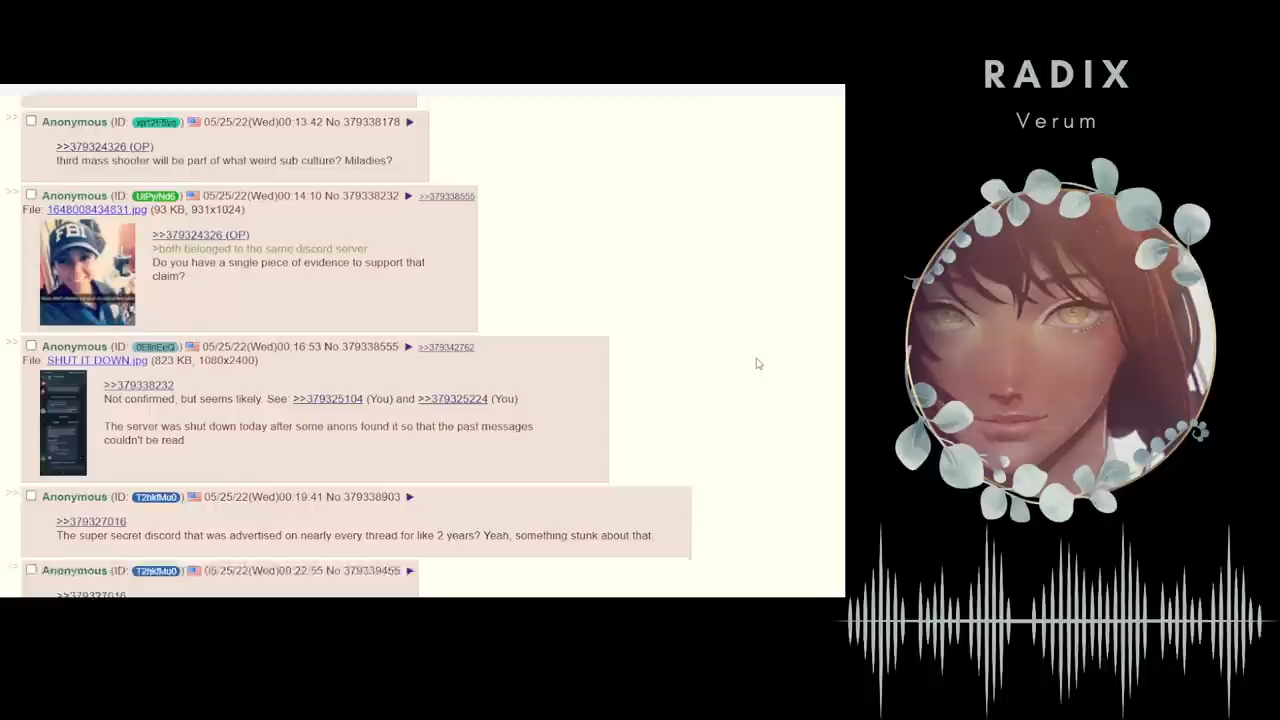 RADIX
Verum
Anonymous (ID: ) 05/25/22(Wed)00:13:42 No 379338178
>>379324326 (OP)
third mass shooter will be part of what weird sub culture? Miladies?
Anonymous (ID: UtPy/Nd6) 05/25/22(Wed)00:14:10 No 379338232 >>379338555
File: 1648008434831.jpg (93 KB, 931x1024)
FBI
>>379324326 (OP)
>both belonged to the same discord server
Do you have a single piece of evidence to support that
claim?
Anonymous (ID: ) 05/25/22(Wed)00:16:53 No 379338555 >>379342762
File: SHUT IT DOWN.jpg (823 KB, 1080x2400)
>>379338232
Not confirmed, but seems likely. See: >>379325104 (You) and >>379325224 (You)
The server was shut down today after some anons found it so that the past messages
couldn't be read
Anonymous (ID: T2hkfMu0) 05/25/22(Wed)00:19:41 No 379338903
>>379327016
The super secret discord that was advertised on nearly every thread for like 2 years? Yeah, something stunk about that.
Anonymous (ID: T2hkfMu0) 05/25/22(Wed)00:22:55 No 379339455
>>379327016